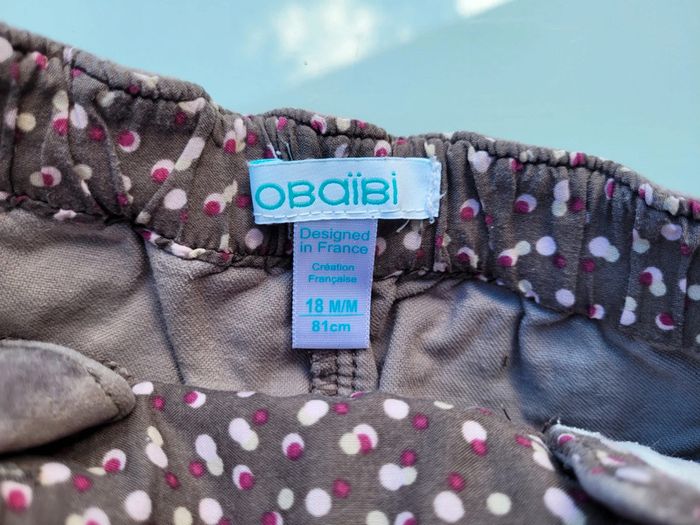 OBaïBi
Designed
in France
Création
Française
18 M/M
81cm